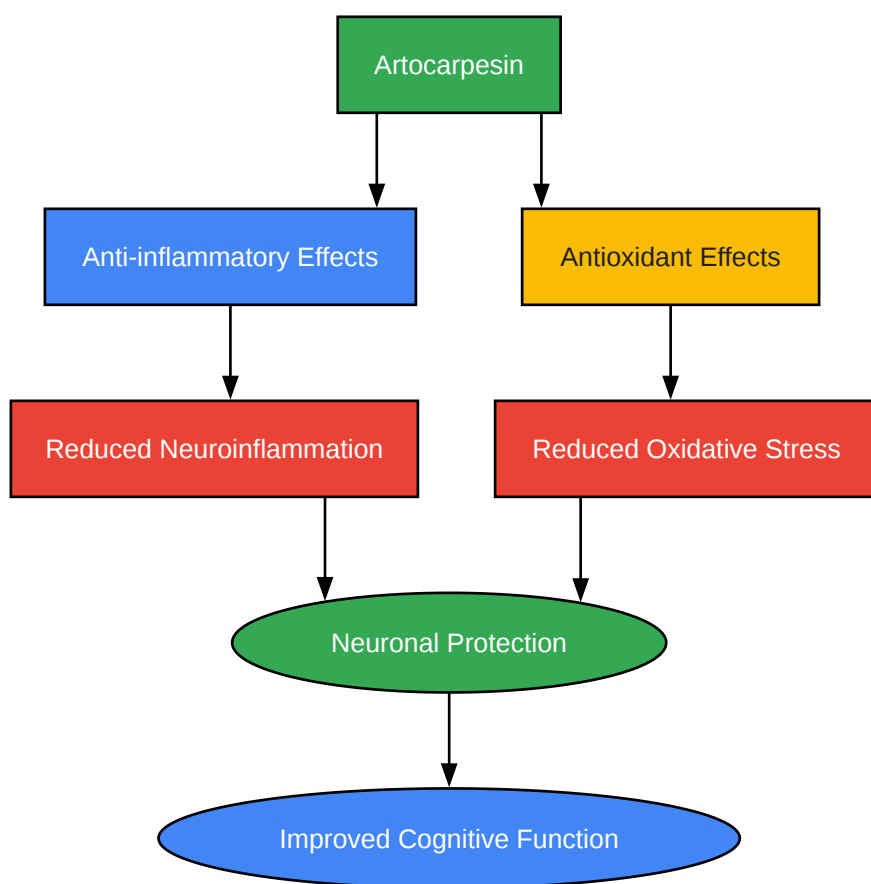 Artocarpesin
Anti-inflammatory Effects
Antioxidant Effects
Reduced Neuroinflammation
Reduced Oxidative Stress
Neuronal Protection
Improved Cognitive Function